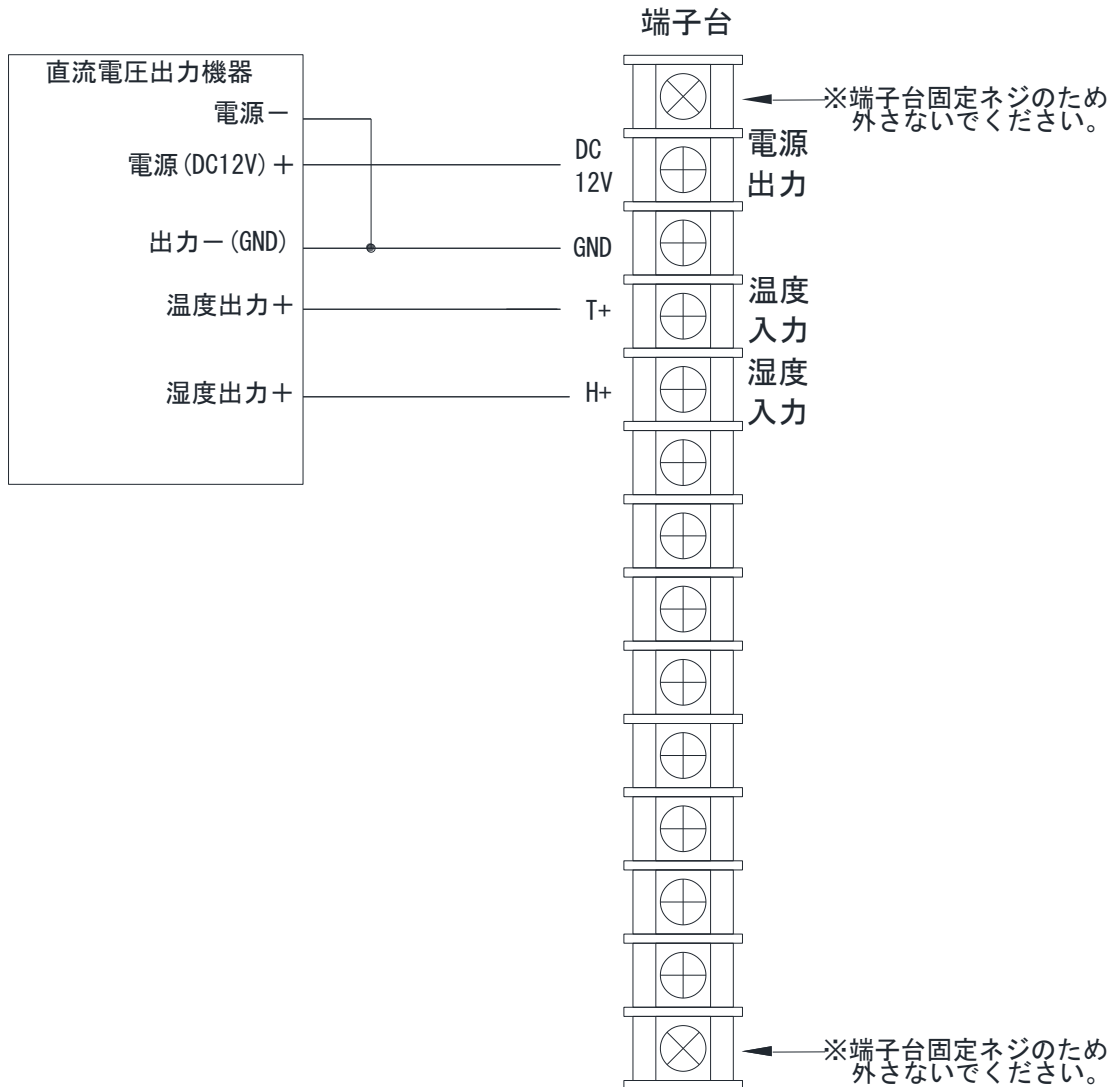 端子台
直流電圧出力機器
電源－
電源(DC12V)＋
出力－(GND)
温度出力＋
湿度出力＋
DC
12V
GND
T+
H+
※端子台固定ネジのため
外さないでください。
電源
出力
温度
入力
湿度
入力
※端子台固定ネジのため
外さないでください。